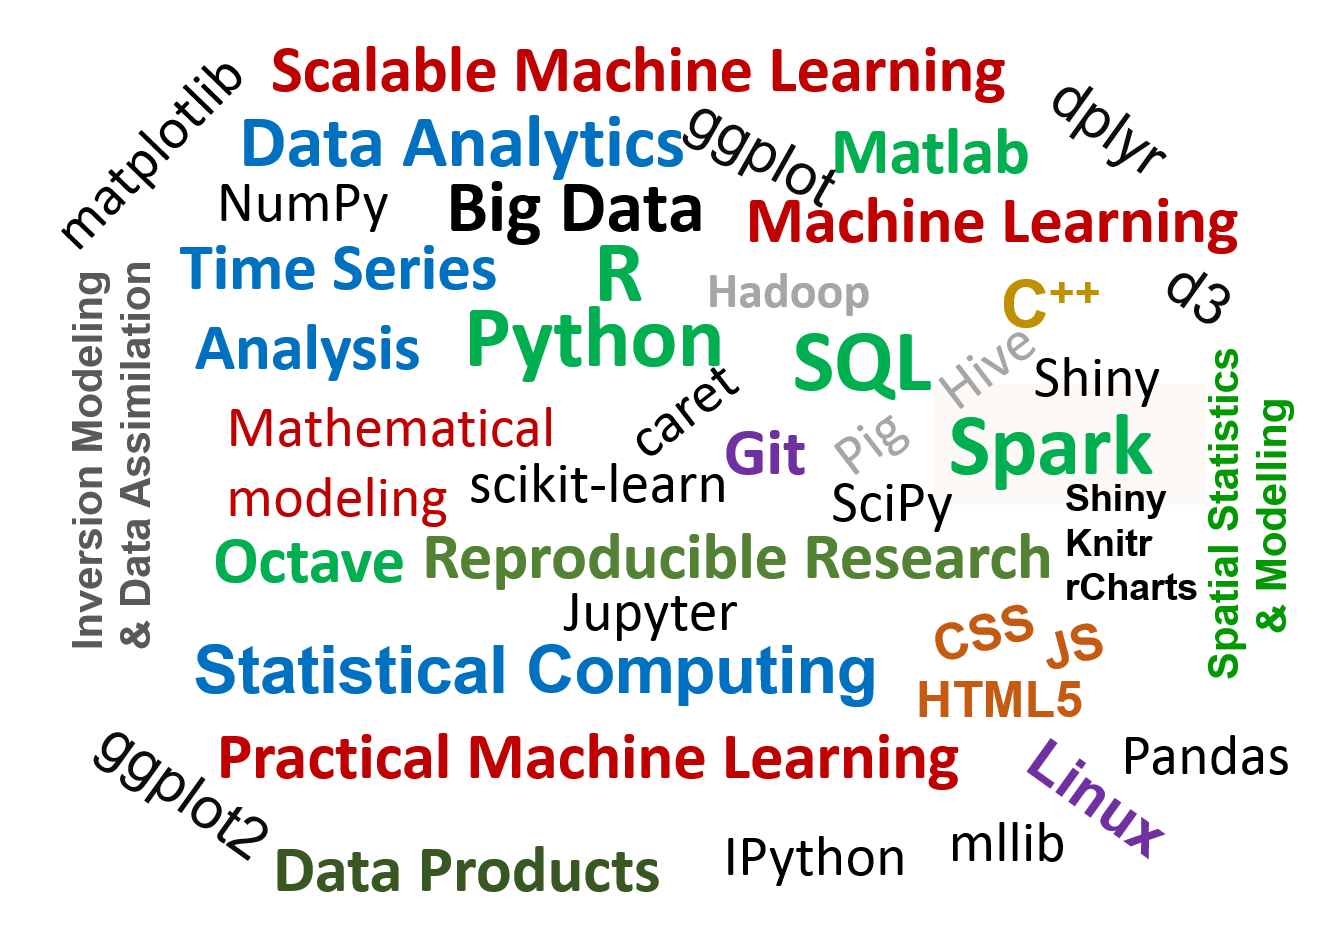 Scalable Machine Learning
matplotlib
dplyr
Data Analytics
ggplot
Matlab
NumPy
Big Data
Machine Learning
Time Series
R
Hadoop
C++
d3
Inversion Modeling
& Data Assimilation
Analysis
Python
SQL
Hive
Shiny
caret
Mathematical
modeling
Git
Pig
Spark
Spatial Statistics
& Modelling
scikit-learn
SciPy
Shiny
Knitr
rCharts
Octave
Reproducible Research
Jupyter
CSS
JS
Statistical Computing
HTML5
ggplot2
Practical Machine Learning
Linux
Pandas
Data Products
IPython
mllib